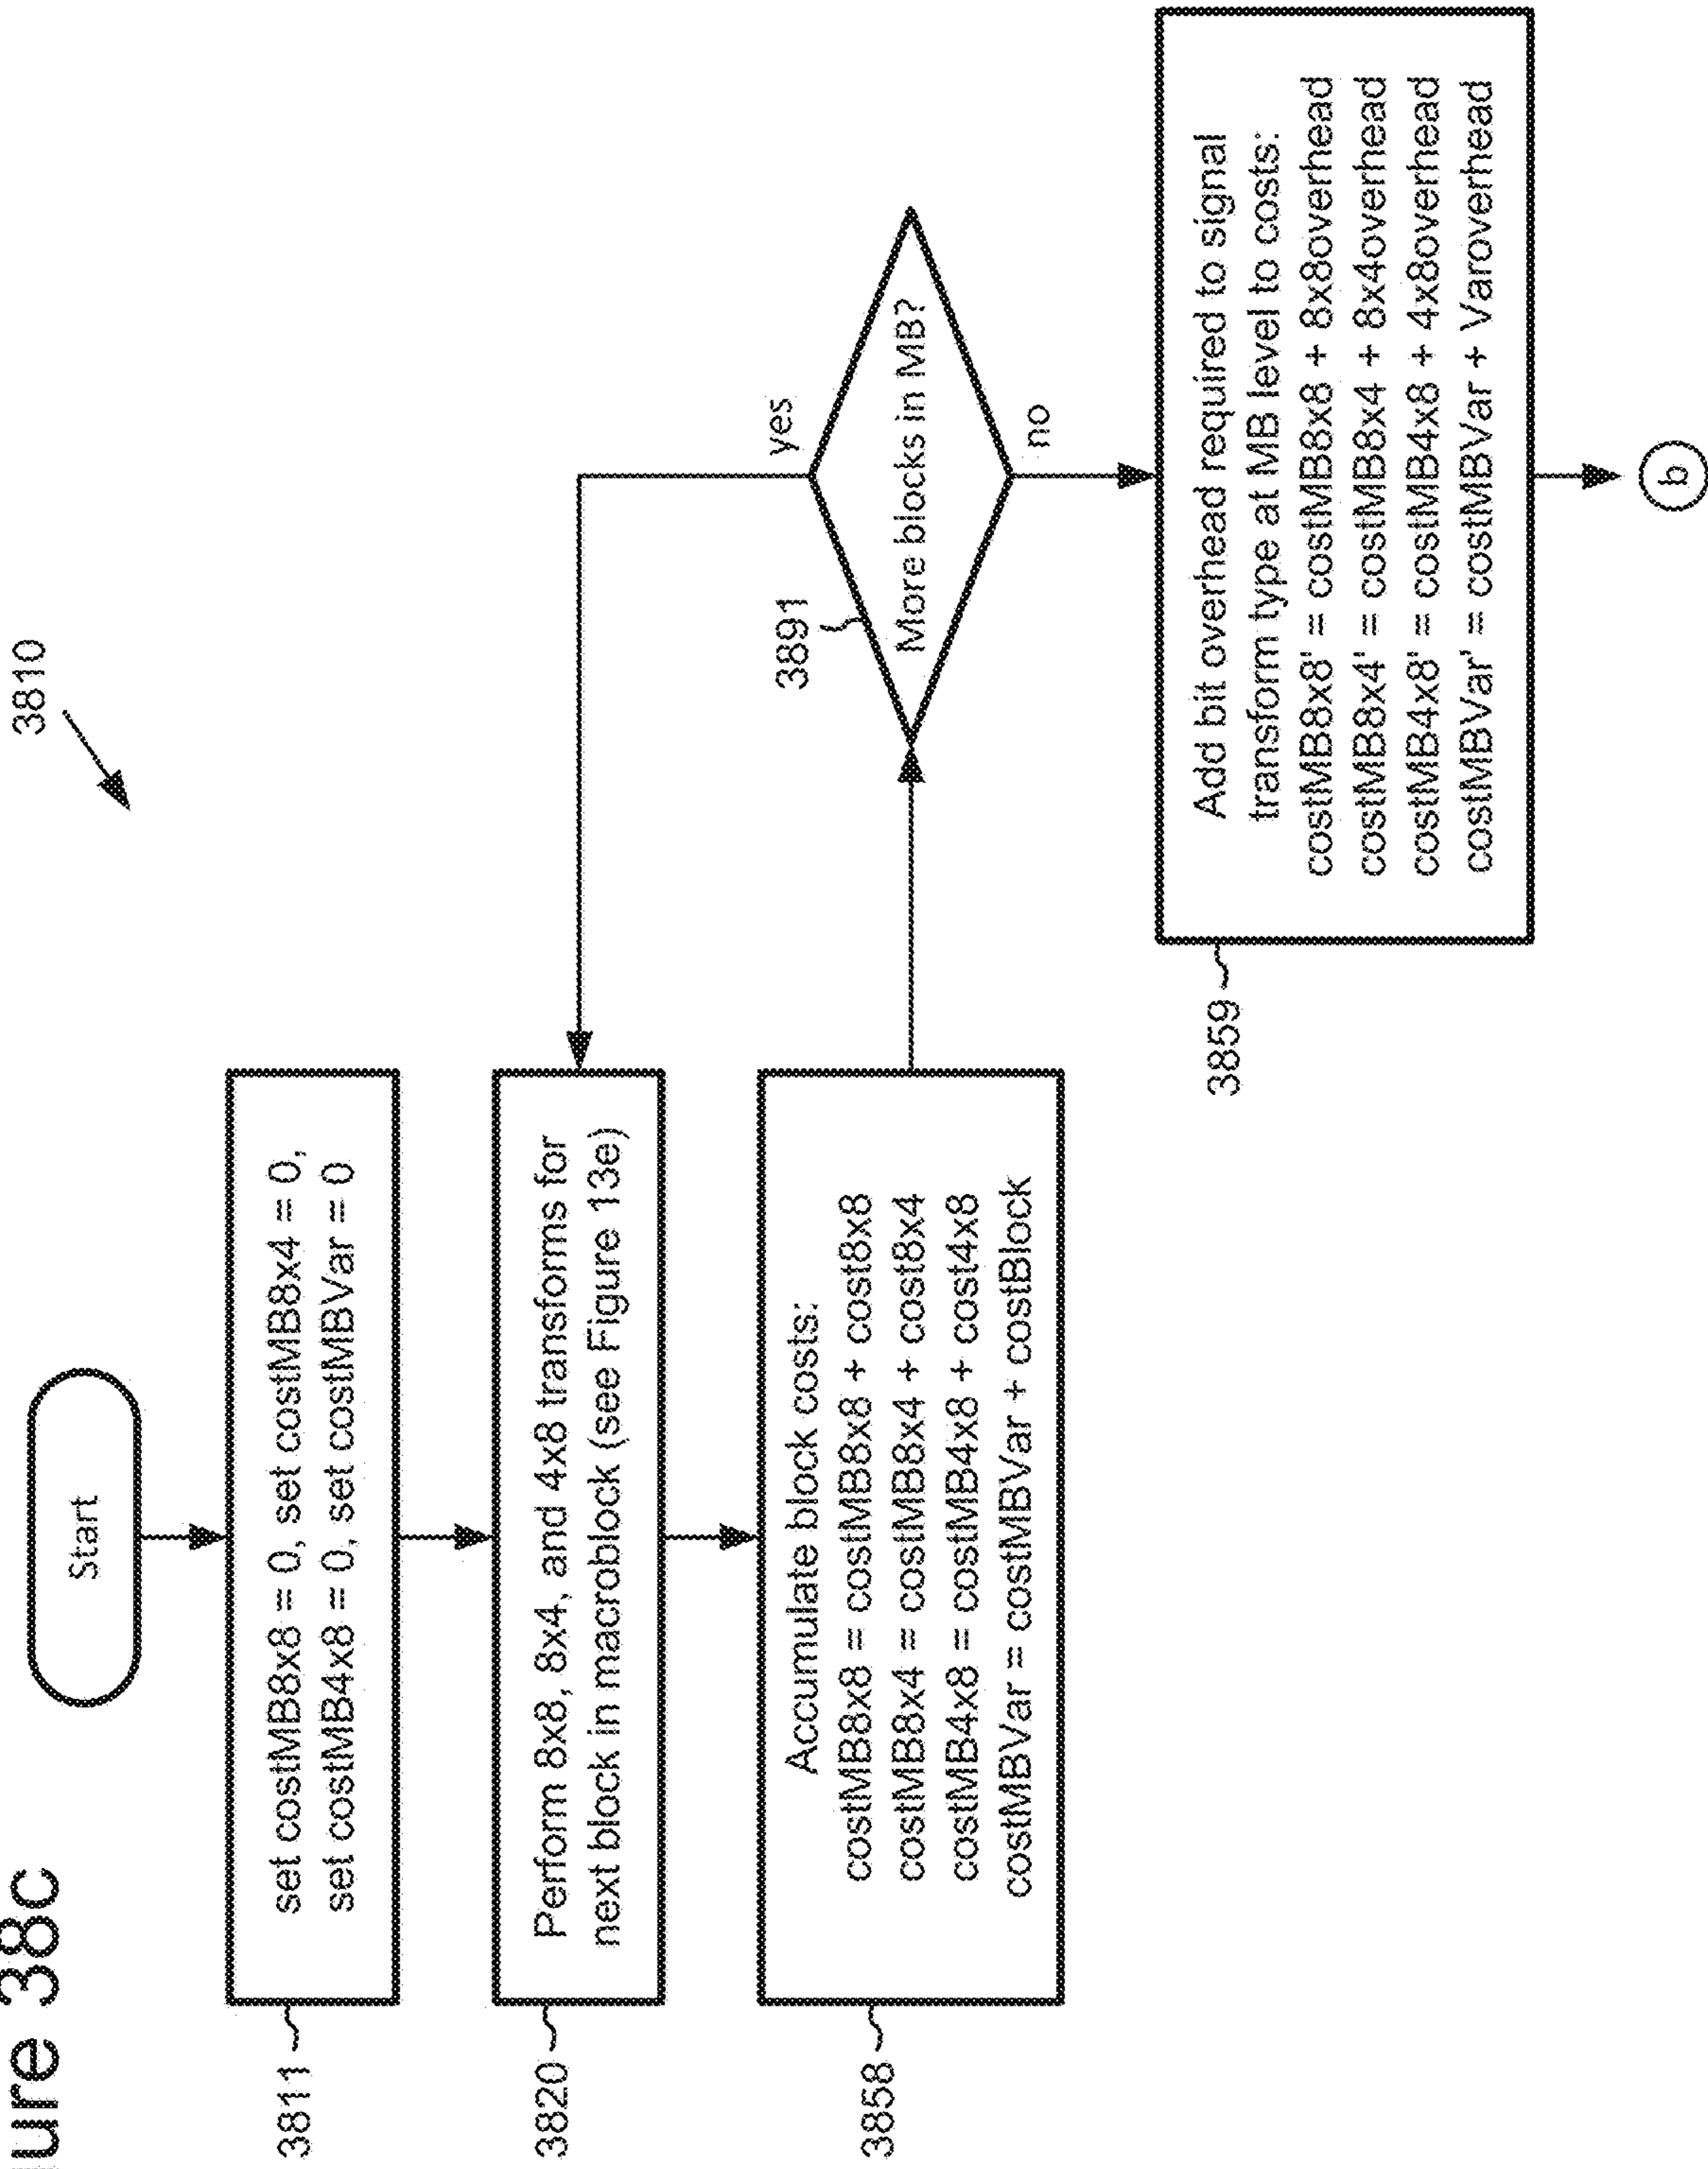 ure 38c
3810
Start
3811
set costMB8x8 = 0, set costMB8x4 = 0,
set costMB4x8 = 0, set costMBVar = 0
3820
Perform 8x8, 8x4, and 4x8 transforms for
next block in macroblock (see Figure 13e)
3858
Accumulate block costs:
costMB8x8 = costMB8x8 + cost8x8
costMB8x4 = costMB8x4 + cost8x4
costMB4x8 = costMB4x8 + cost4x8
costMBVar = costMBVar + costBlock
3891
More blocks in MB?
yes
no
3859
Add bit overhead required to signal
transform type at MB level to costs:
costMB8x8' = costMB8x8 + 8x8overhead
costMB8x4' = costMB8x4 + 8x4overhead
costMB4x8' = costMB4x8 + 4x8overhead
costMBVar' = costMBVar + Varoverhead
b